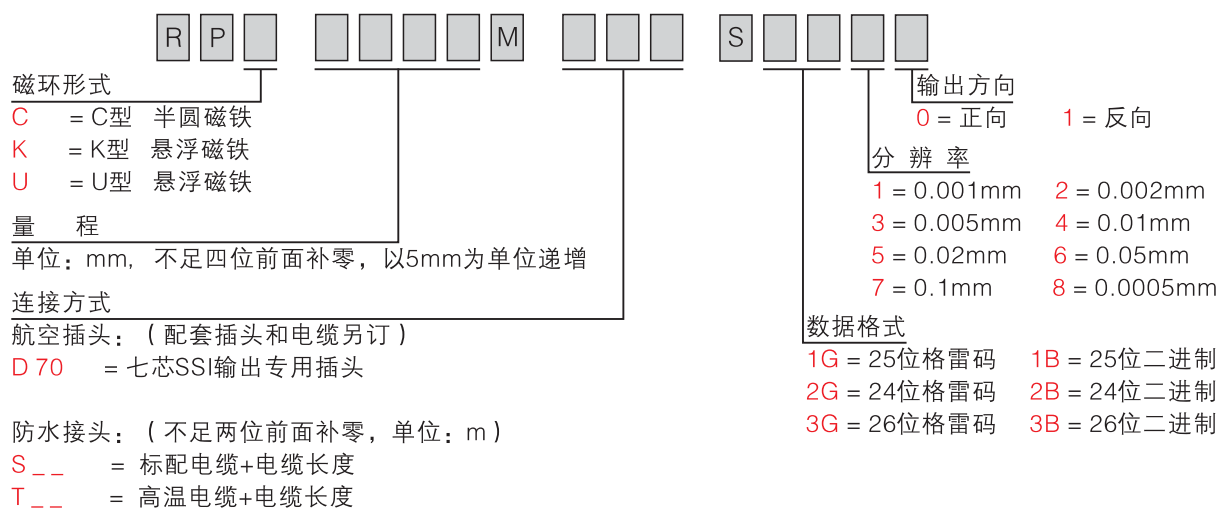 R P M S
磁环形式
C = C型 半圆磁铁
K = K型 悬浮磁铁
U = U型 悬浮磁铁
量 程
单位：mm，不足四位前面补零，以5mm为单位递增
连接方式
航空插头：（配套插头和电缆另订）
D 70 = 七芯SSI输出专用插头
防水接头：（不足两位前面补零，单位：m）
S _ _ = 标配电缆+电缆长度
T _ _ = 高温电缆+电缆长度
输出方向
0 = 正向 1 = 反向
分 辨 率
1 = 0.001mm 2 = 0.002mm
3 = 0.005mm 4 = 0.01mm
5 = 0.02mm 6 = 0.05mm
7 = 0.1mm 8 = 0.0005mm
数据格式
1G = 25位格雷码 1B = 25位二进制
2G = 24位格雷码 2B = 24位二进制
3G = 26位格雷码 3B = 26位二进制